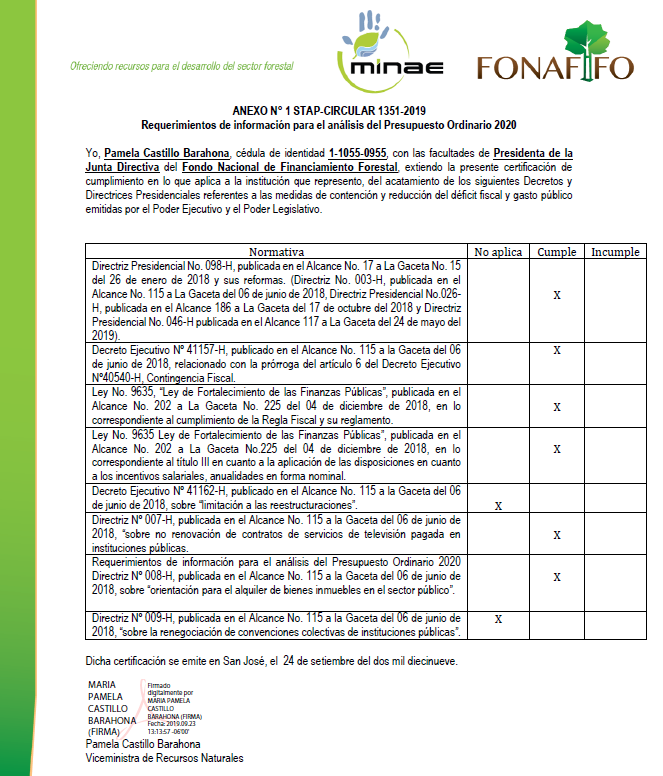 Ofreciendo recursos para el desarrollo del sector forestal
minae
FONAFIFO
ANEXO N° 1 STAP-CIRCULAR 1351-2019
Requerimientos de información para el análisis del Presupuesto Ordinario 2020
Yo, Pamela Castillo Barahona, cédula de identidad 1-1055-0955, con las facultades de Presidenta de la
Junta Directiva del Fondo Nacional de Financiamiento Forestal, extiendo la presente certificación de
cumplimiento en lo que aplica a la institución que represento, del acatamiento de los siguientes Decretos y
Directrices Presidenciales referentes a las medidas de contención y reducción del déficit fiscal y gasto público
emitidas por el Poder Ejecutivo y el Poder Legislativo.
Normativa No aplica Cumple Incumple
Directriz Presidencial No. 098-H, publicada en el Alcance No. 17 a La Gaceta No. 15
del 26 de enero de 2018 y sus reformas. (Directriz No. 003-H, publicada en el
Alcance No. 115 a La Gaceta del 06 de junio de 2018, Directriz Presidencial No.026-
H, publicada en el Alcance 186 a La Gaceta del 17 de octubre del 2018 y Directriz
Presidencial No. 046-H publicada en el Alcance 117 a La Gaceta del 24 de mayo del
2019).
X
Decreto Ejecutivo Nº 41157-H, publicado en el Alcance No. 115 a la Gaceta del 06
de junio de 2018, relacionado con la prórroga del artículo 6 del Decreto Ejecutivo
Nº40540-H, Contingencia Fiscal.
X
Ley No. 9635, "Ley de Fortalecimiento de las Finanzas Públicas", publicada en el
Alcance No. 202 a La Gaceta No. 225 del 04 de diciembre de 2018, en lo
correspondiente al cumplimiento de la Regla Fiscal y su reglamento.
X
Ley No. 9635 Ley de Fortalecimiento de las Finanzas Públicas", publicada en el
Alcance No. 202 a La Gaceta No.225 del 04 de diciembre de 2018, en lo
correspondiente al título III en cuanto a la aplicación de las disposiciones en cuanto
a los incentivos salariales, anualidades en forma nominal.
X
Decreto Ejecutivo Nº 41162-H, publicado en el Alcance No. 115 a la Gaceta del 06
de junio de 2018, sobre "limitación a las reestructuraciones".
X
Directriz Nº 007-H, publicada en el Alcance No. 115 a la Gaceta del 06 de junio de
2018, "sobre no renovación de contratos de servicios de televisión pagada en
instituciones públicas.
X
Requerimientos de información para el análisis del Presupuesto Ordinario 2020
Directriz Nº 008-H, publicada en el Alcance No. 115 a la Gaceta del 06 de junio de
2018, sobre "orientación para el alquiler de bienes inmuebles en el sector público".
X
Directriz Nº 009-H, publicada en el Alcance No. 115 a la Gaceta del 06 de junio de
2018, "sobre la renegociación de convenciones colectivas de instituciones públicas".
X
Dicha certificación se emite en San José, el 24 de setiembre del dos mil diecinueve.
MARIA
PAMELA
CASTILLO
BARAHONA
(FIRMA)
Firmado
digitalmente por
MARIA PAMELA
CASTILLO
BARAHONA (FIRMA)
Fecha: 2019.09.23
13:13:57 -06'00'
Pamela Castillo Barahona
Viceministra de Recursos Naturales